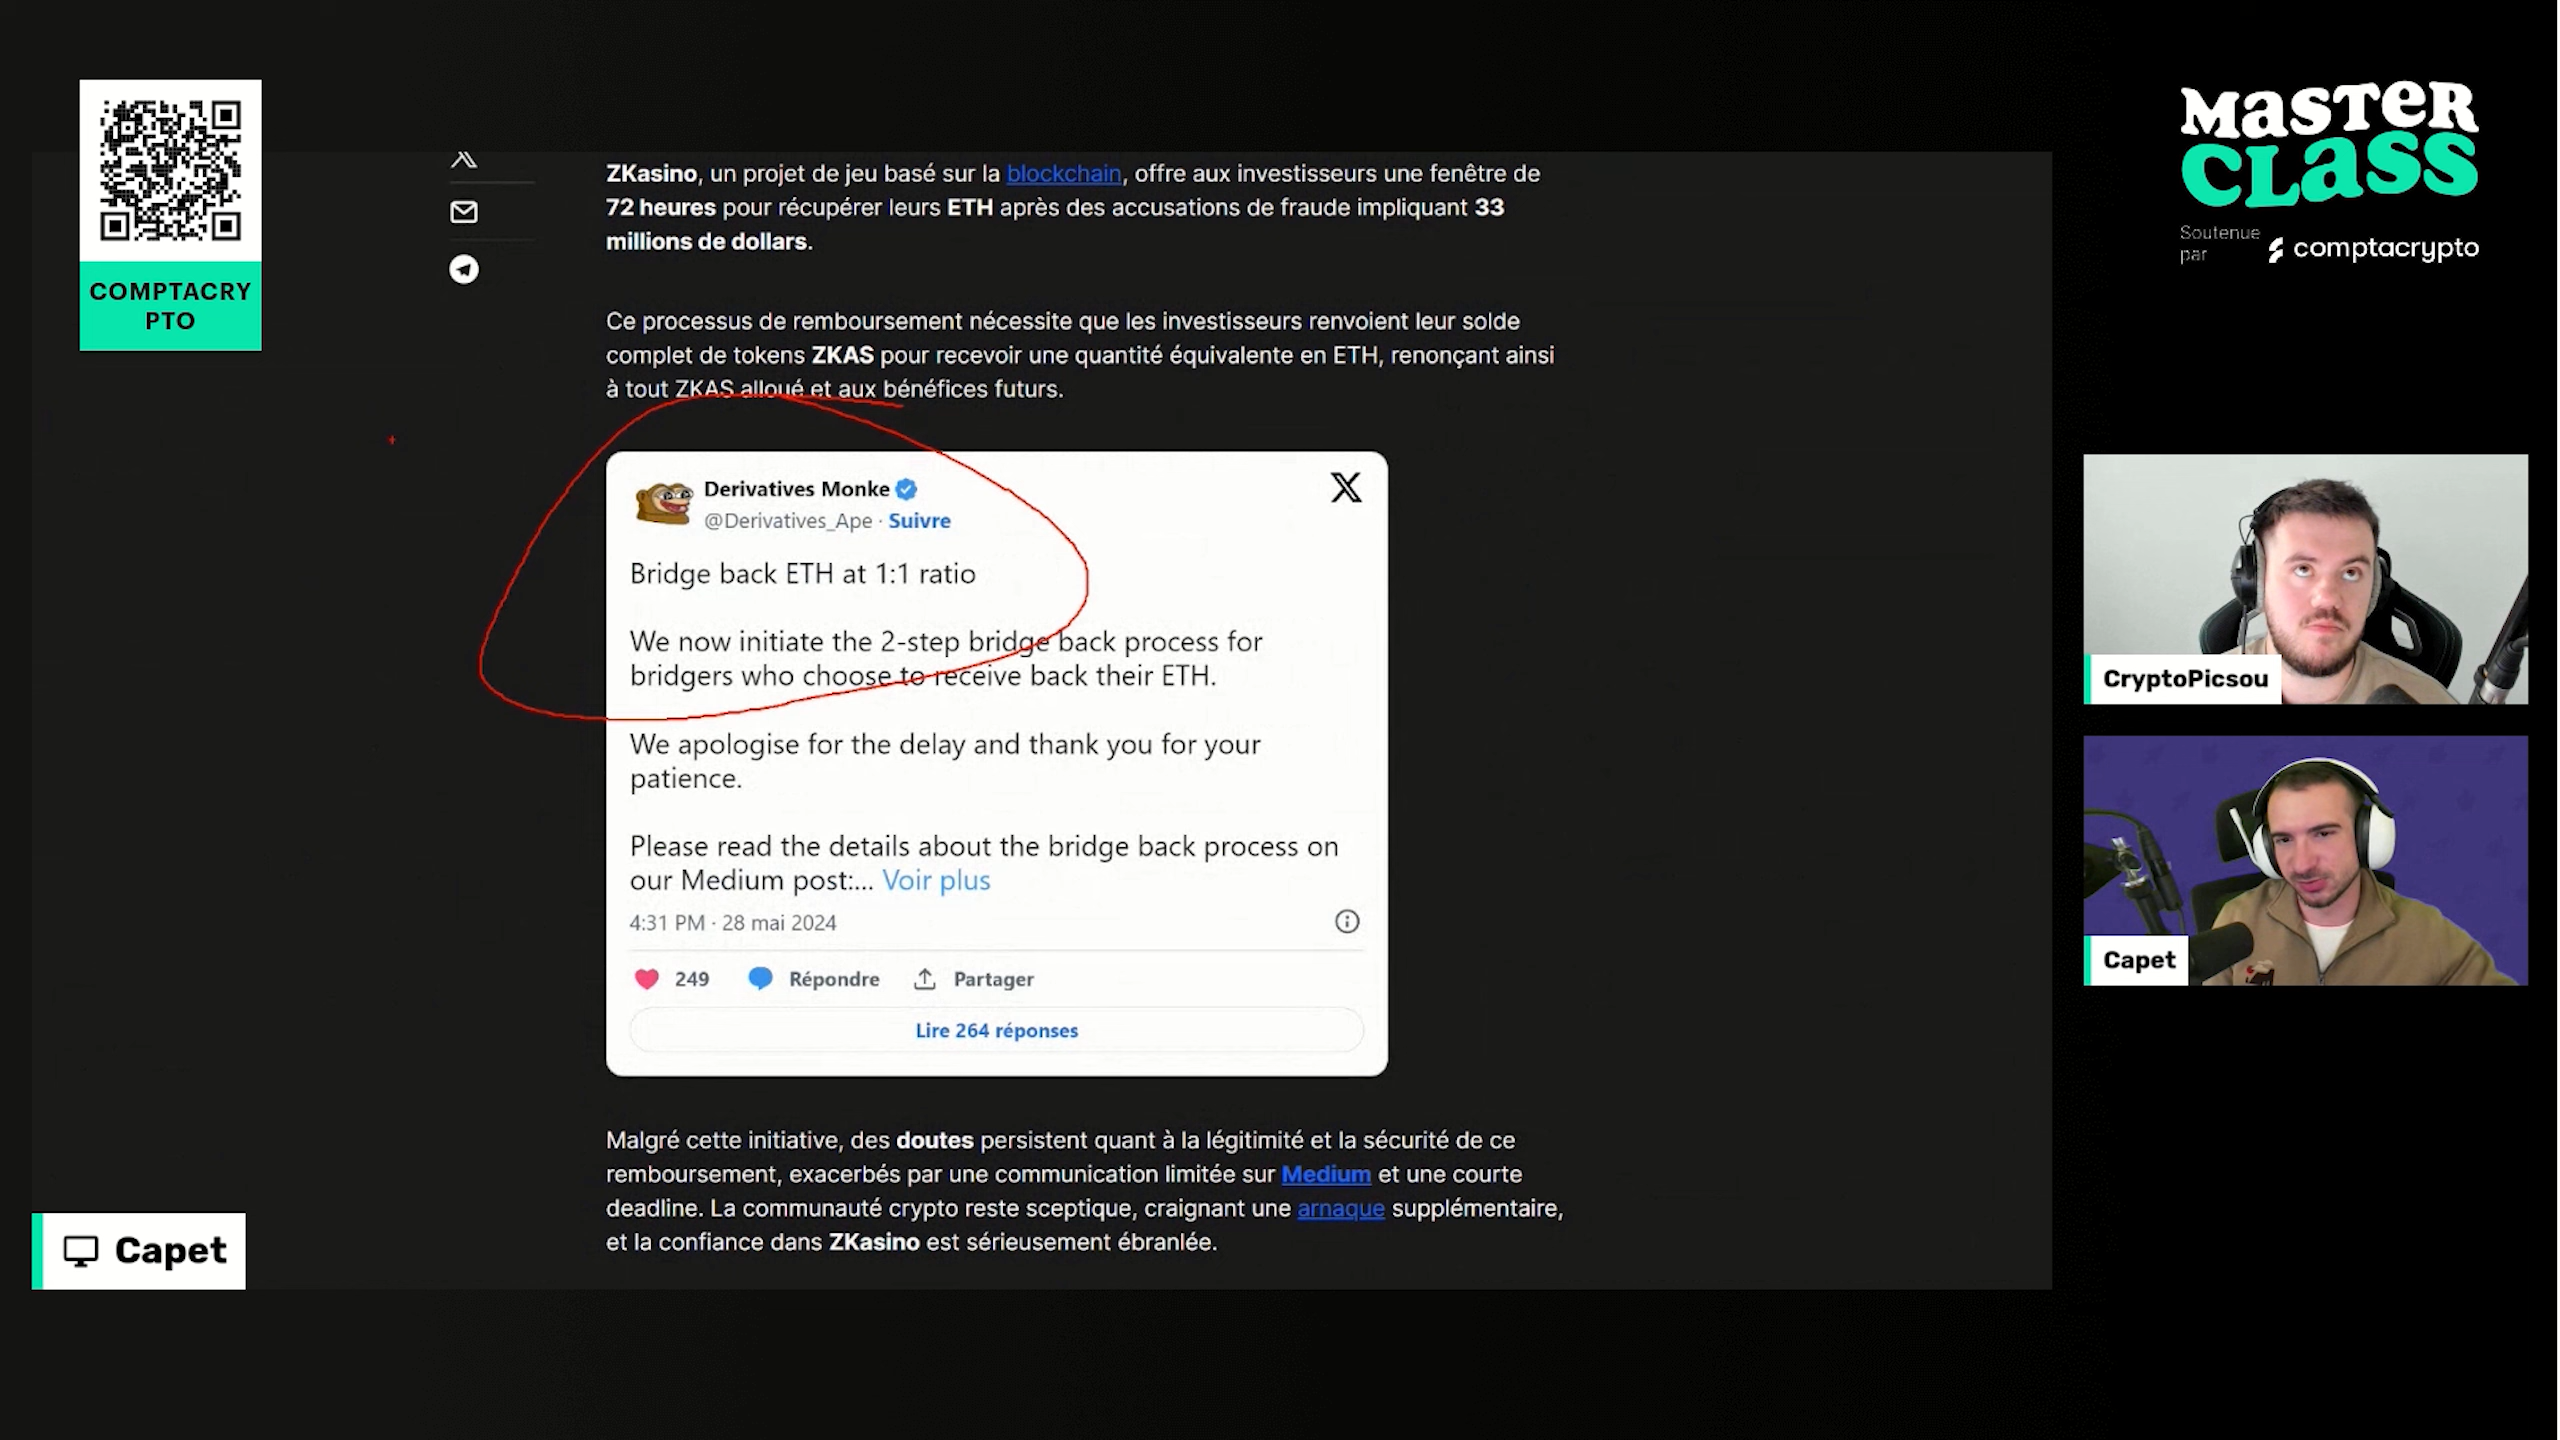 COMPTACRY
PTO
ZKasino, un projet de jeu basé sur la blockchain, offre aux investisseurs une fenêtre de
72 heures pour récupérer leurs ETH après des accusations de fraude impliquant 33
millions de dollars.
Ce processus de remboursement nécessite que les investisseurs renvoient leur solde
complet de tokens ZKAS pour recevoir une quantité équivalente en ETH, renonçant ainsi
à tout ZKAS alloué et aux bénéfices futurs.
Derivatives Monke
@Derivatives_Ape · Suivre
Bridge back ETH at 1:1 ratio
We now initiate the 2-step bridge back process for
bridgers who choose to receive back their ETH.
We apologise for the delay and thank you for your
patience.
Please read the details about the bridge back process on
our Medium post:... Voir plus
4:31 PM · 28 mai 2024
249 Répondre Partager
Lire 264 réponses
Malgré cette initiative, des doutes persistent quant à la légitimité et la sécurité de ce
remboursement, exacerbés par une communication limitée sur Medium et une courte
deadline. La communauté crypto reste sceptique, craignant une arnaque supplémentaire,
et la confiance dans ZKasino est sérieusement ébranlée.
Capet
MASTER
CLASS
Soutenue
par comptacrypto
CryptoPicsou
Capet